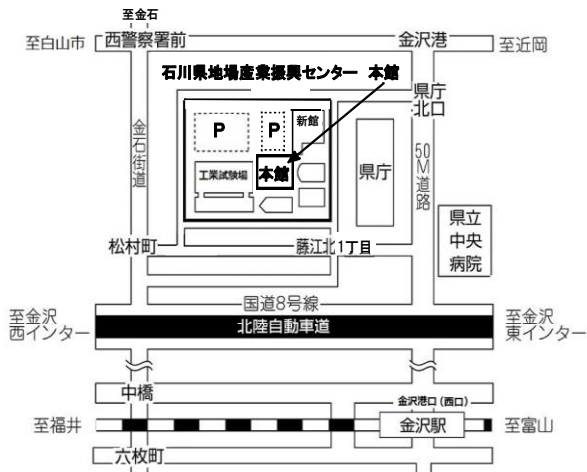 至金石
至白山市
西警察署前
金沢港
至近岡
石川県地場産業振興センター 本館
県庁
北口
金石街道
P
P
新館
工業試験場
本館
県庁
50M道路
県立
中央
病院
松村町
藤江北1丁目
国道8号線
至金沢
西インター
北陸自動車道
至金沢
東インター
中橋
金沢港口（西口）
至福井
金沢駅
至富山
六枚町